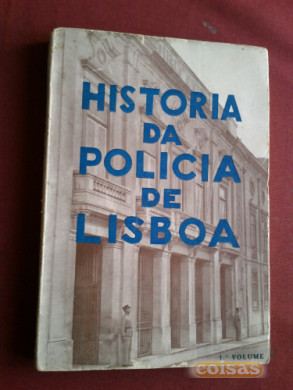 HISTORIA
DA
POLICIA
DE
LISBOA
1.º VOLUME
coisas